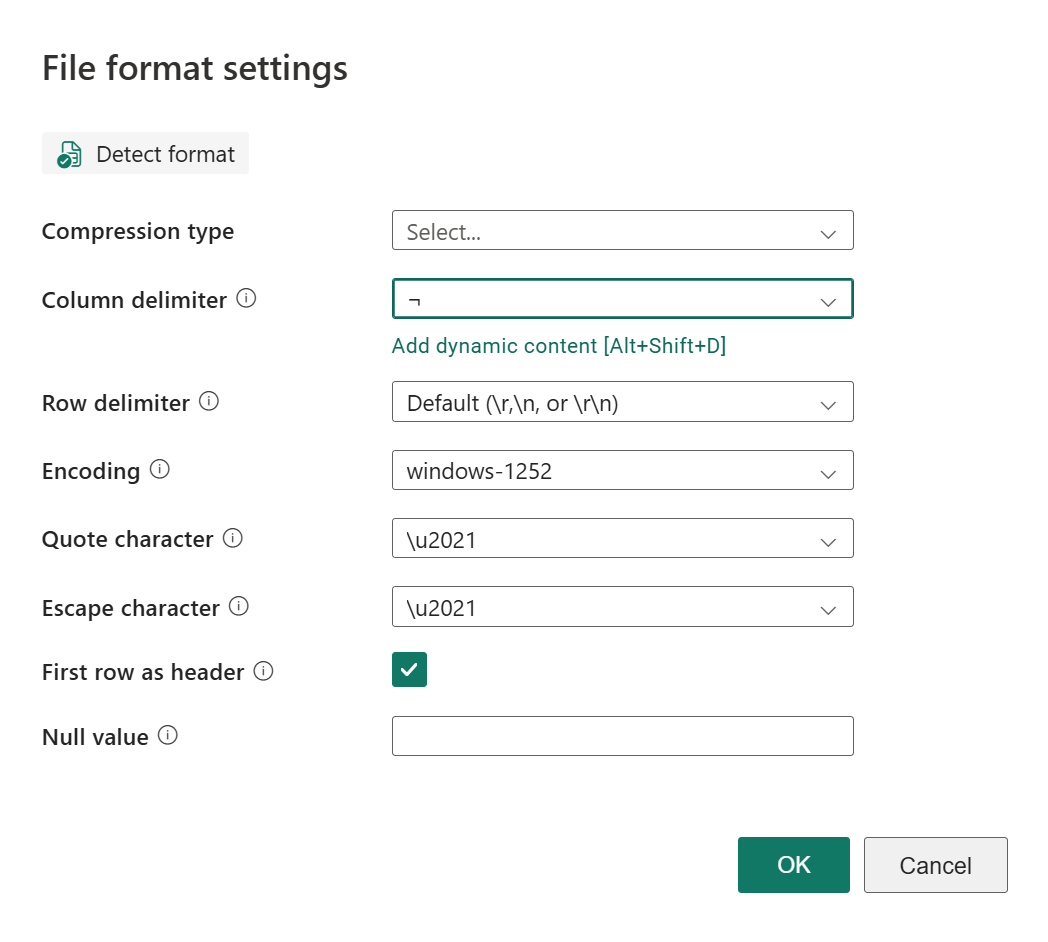 File format settings
Detect format
Compression type
Select...
Column delimiter
¬
Add dynamic content [Alt+Shift+D]
Row delimiter
Default (\r,\n, or \r\n)
Encoding
windows-1252
Quote character
\u2021
Escape character
\u2021
First row as header
Null value
OK
Cancel